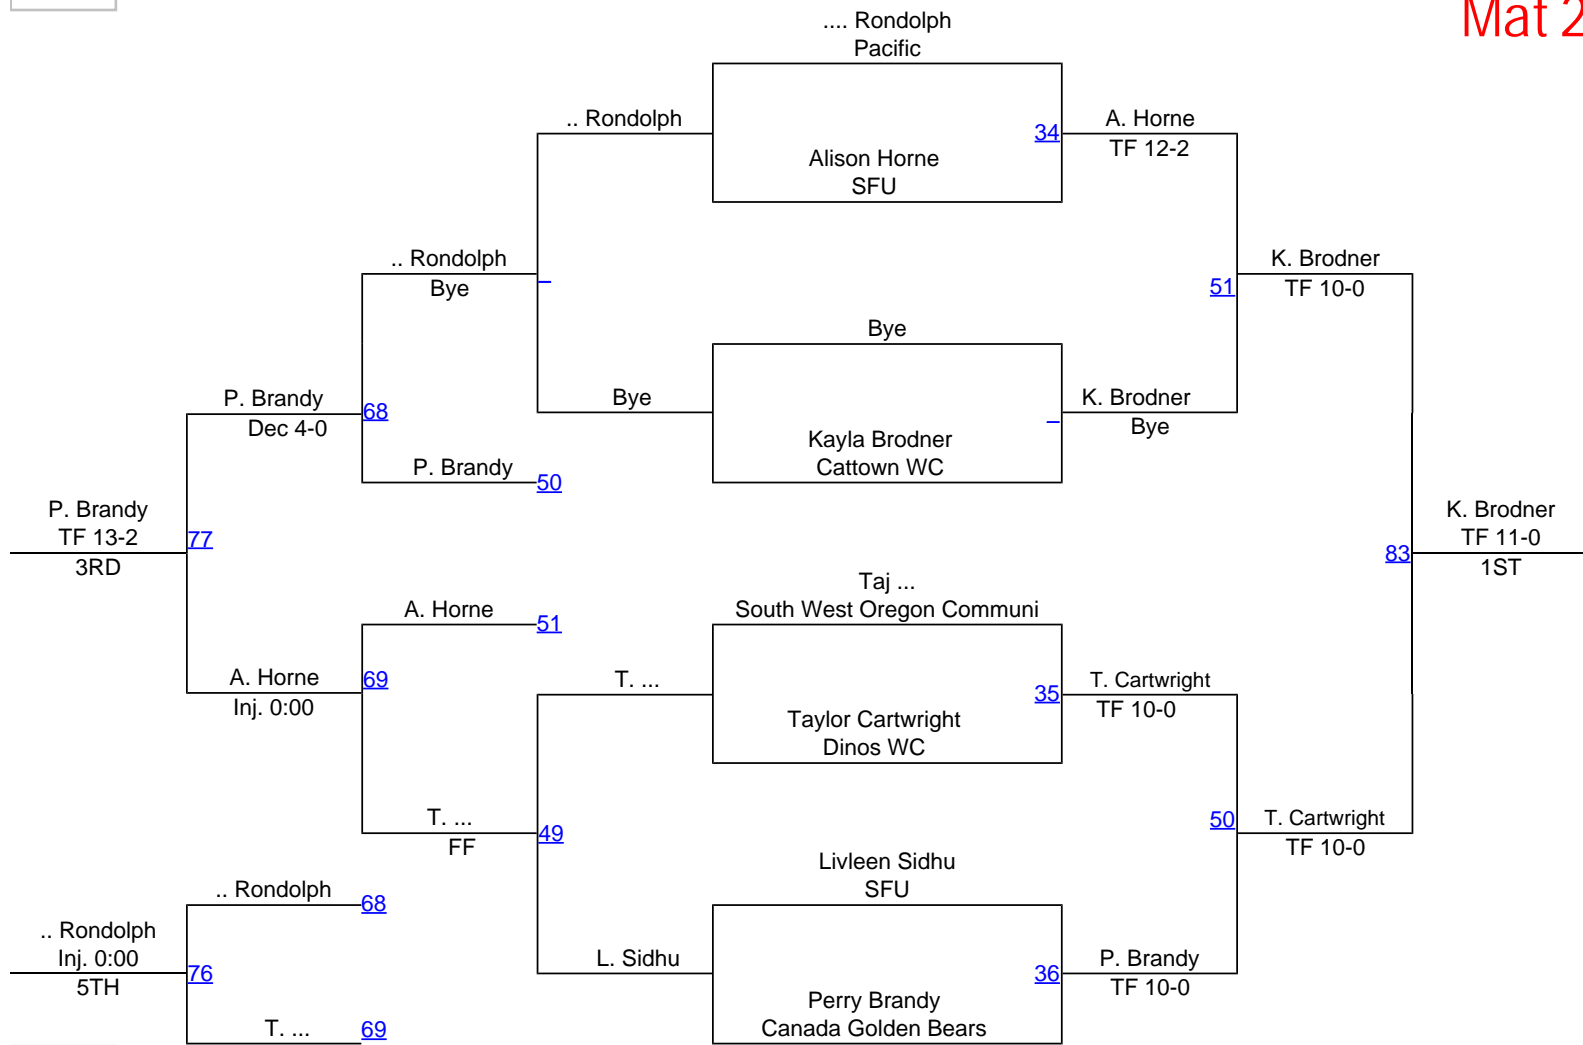 Mat 2
.... Rondolph
Pacific
.. Rondolph
34
A. Horne
TF 12-2
Alison Horne
SFU
.. Rondolph
Bye
–
51
K. Brodner
TF 10-0
Bye
P. Brandy
Dec 4-0
68
Bye
K. Brodner
Bye
–
Kayla Brodner
Cattown WC
P. Brandy
50
P. Brandy
TF 13-2
3RD
77
83
K. Brodner
TF 11-0
1ST
Taj ...
South West Oregon Communi
A. Horne
51
A. Horne
Inj. 0:00
69
T. ...
35
T. Cartwright
TF 10-0
Taylor Cartwright
Dinos WC
T. ...
FF
49
50
T. Cartwright
TF 10-0
Livleen Sidhu
SFU
.. Rondolph
68
.. Rondolph
Inj. 0:00
5TH
76
L. Sidhu
36
P. Brandy
TF 10-0
Perry Brandy
Canada Golden Bears
T. ...
69